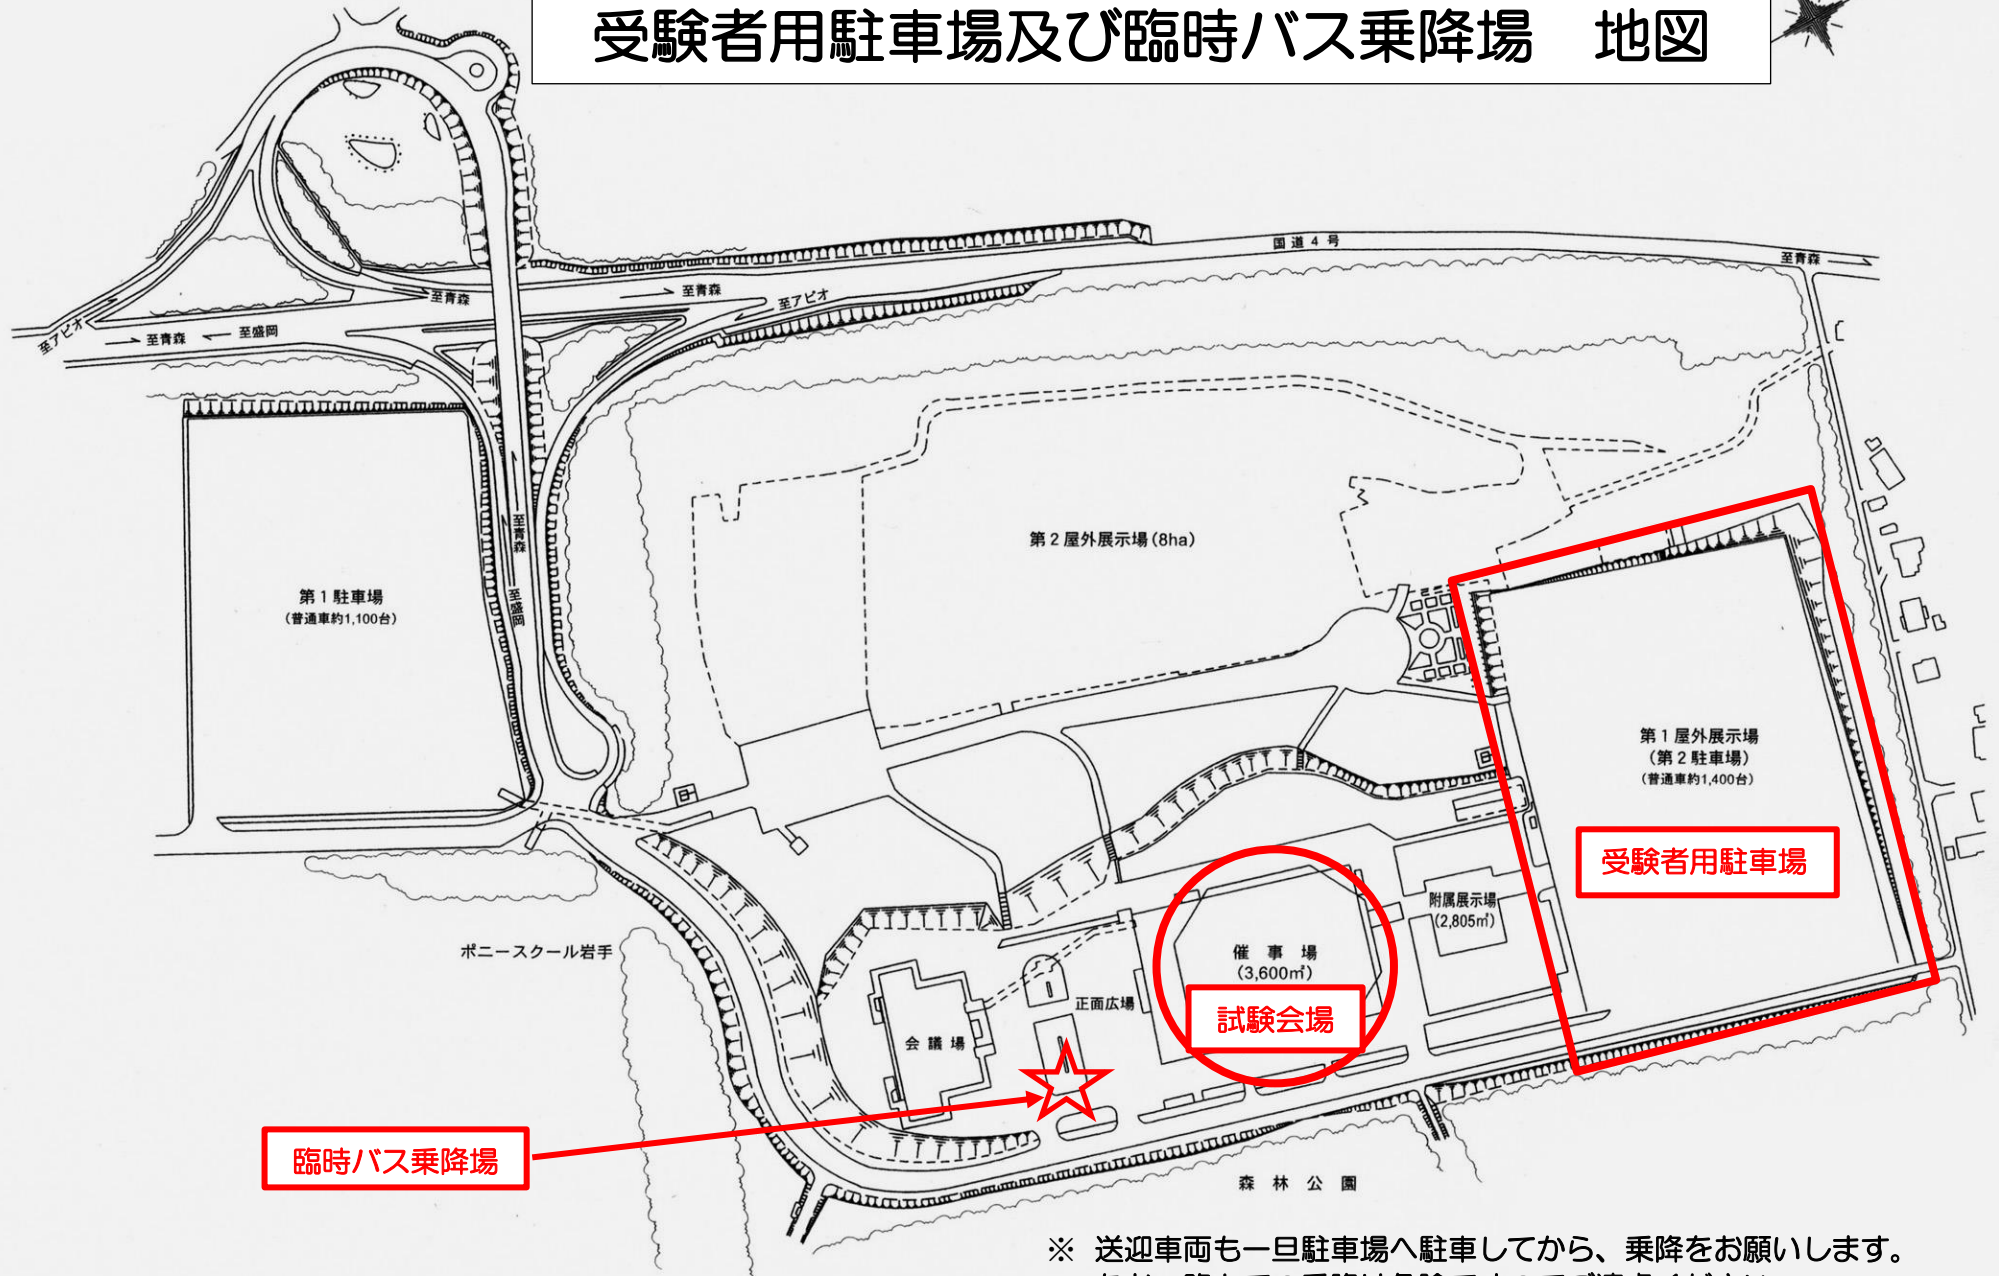 受験者用駐車場及び臨時バス乗降場　地図
国道4号
至青森
至青森
至青森
至アピオ
至アピオ
至青森
至盛岡
至青森
至盛岡
第2屋外展示場(8ha)
第1駐車場
(普通車約1,100台)
第1屋外展示場
(第2駐車場)
(普通車約1,400台)
受験者用駐車場
附属展示場
(2,805㎡)
ポニースクール岩手
催事場
(3,600㎡)
試験会場
正面広場
会議場
臨時バス乗降場
森林公園
※ 送迎車両も一旦駐車場へ駐車してから、乗降をお願いします。